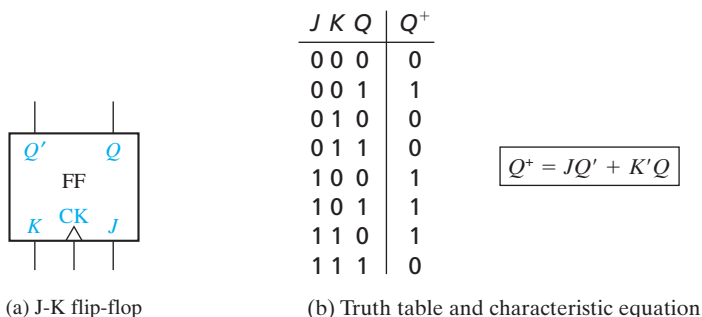 Q′ Q
FF
CK
K J
(a) J-K flip-flop
J K Q Q⁺
0 0 0 0
0 0 1 1
0 1 0 0
0 1 1 0
1 0 0 1
1 0 1 1
1 1 0 1
1 1 1 0
Q⁺ = JQ′ + K′Q
(b) Truth table and characteristic equation